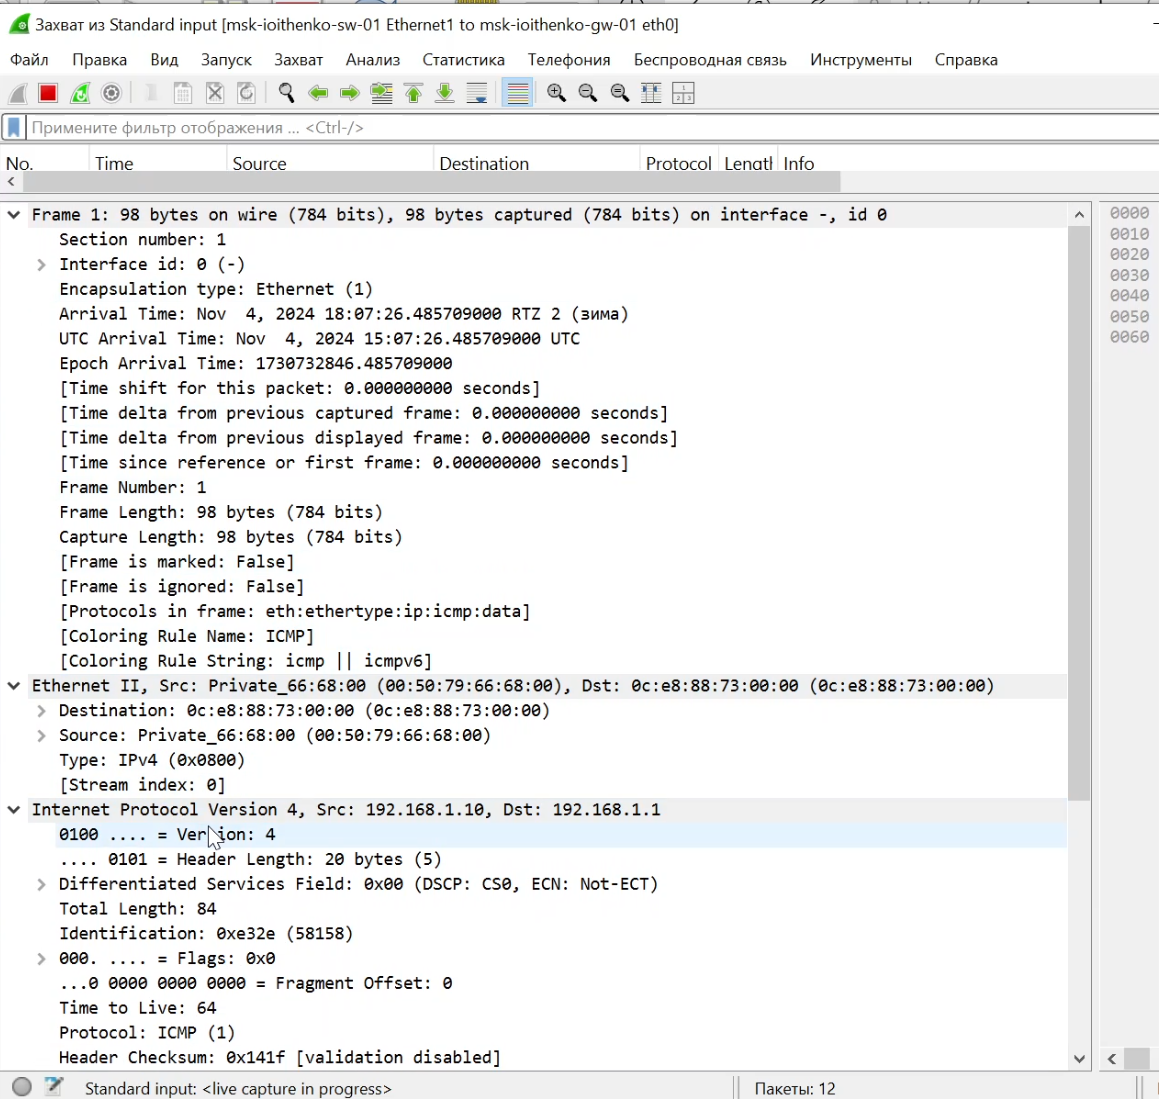 Захват из Standard input [msk-ioithenko-sw-01 Ethernet1 to msk-ioithenko-gw-01 eth0]
Файл Правка Вид Запуск Захват Анализ Статистика Телефония Беспроводная связь Инструменты Справка
Примените фильтр отображения ... <Ctrl-/>
No. Time Source Destination Protocol Lengtl Info
Frame 1: 98 bytes on wire (784 bits), 98 bytes captured (784 bits) on interface -, id 0
Section number: 1
Interface id: 0 (-)
Encapsulation type: Ethernet (1)
Arrival Time: Nov  4, 2024 18:07:26.485709000 RTZ 2 (зима)
UTC Arrival Time: Nov  4, 2024 15:07:26.485709000 UTC
Epoch Arrival Time: 1730732846.485709000
[Time shift for this packet: 0.000000000 seconds]
[Time delta from previous captured frame: 0.000000000 seconds]
[Time delta from previous displayed frame: 0.000000000 seconds]
[Time since reference or first frame: 0.000000000 seconds]
Frame Number: 1
Frame Length: 98 bytes (784 bits)
Capture Length: 98 bytes (784 bits)
[Frame is marked: False]
[Frame is ignored: False]
[Protocols in frame: eth:ethertype:ip:icmp:data]
[Coloring Rule Name: ICMP]
[Coloring Rule String: icmp || icmpv6]
Ethernet II, Src: Private_66:68:00 (00:50:79:66:68:00), Dst: 0c:e8:88:73:00:00 (0c:e8:88:73:00:00)
Destination: 0c:e8:88:73:00:00 (0c:e8:88:73:00:00)
Source: Private_66:68:00 (00:50:79:66:68:00)
Type: IPv4 (0x0800)
[Stream index: 0]
Internet Protocol Version 4, Src: 192.168.1.10, Dst: 192.168.1.1
0100 .... = Version: 4
.... 0101 = Header Length: 20 bytes (5)
Differentiated Services Field: 0x00 (DSCP: CS0, ECN: Not-ECT)
Total Length: 84
Identification: 0xe32e (58158)
000. .... = Flags: 0x0
...0 0000 0000 0000 = Fragment Offset: 0
Time to Live: 64
Protocol: ICMP (1)
Header Checksum: 0x141f [validation disabled]
0000
0010
0020
0030
0040
0050
0060
Standard input: <live capture in progress> Пакеты: 12